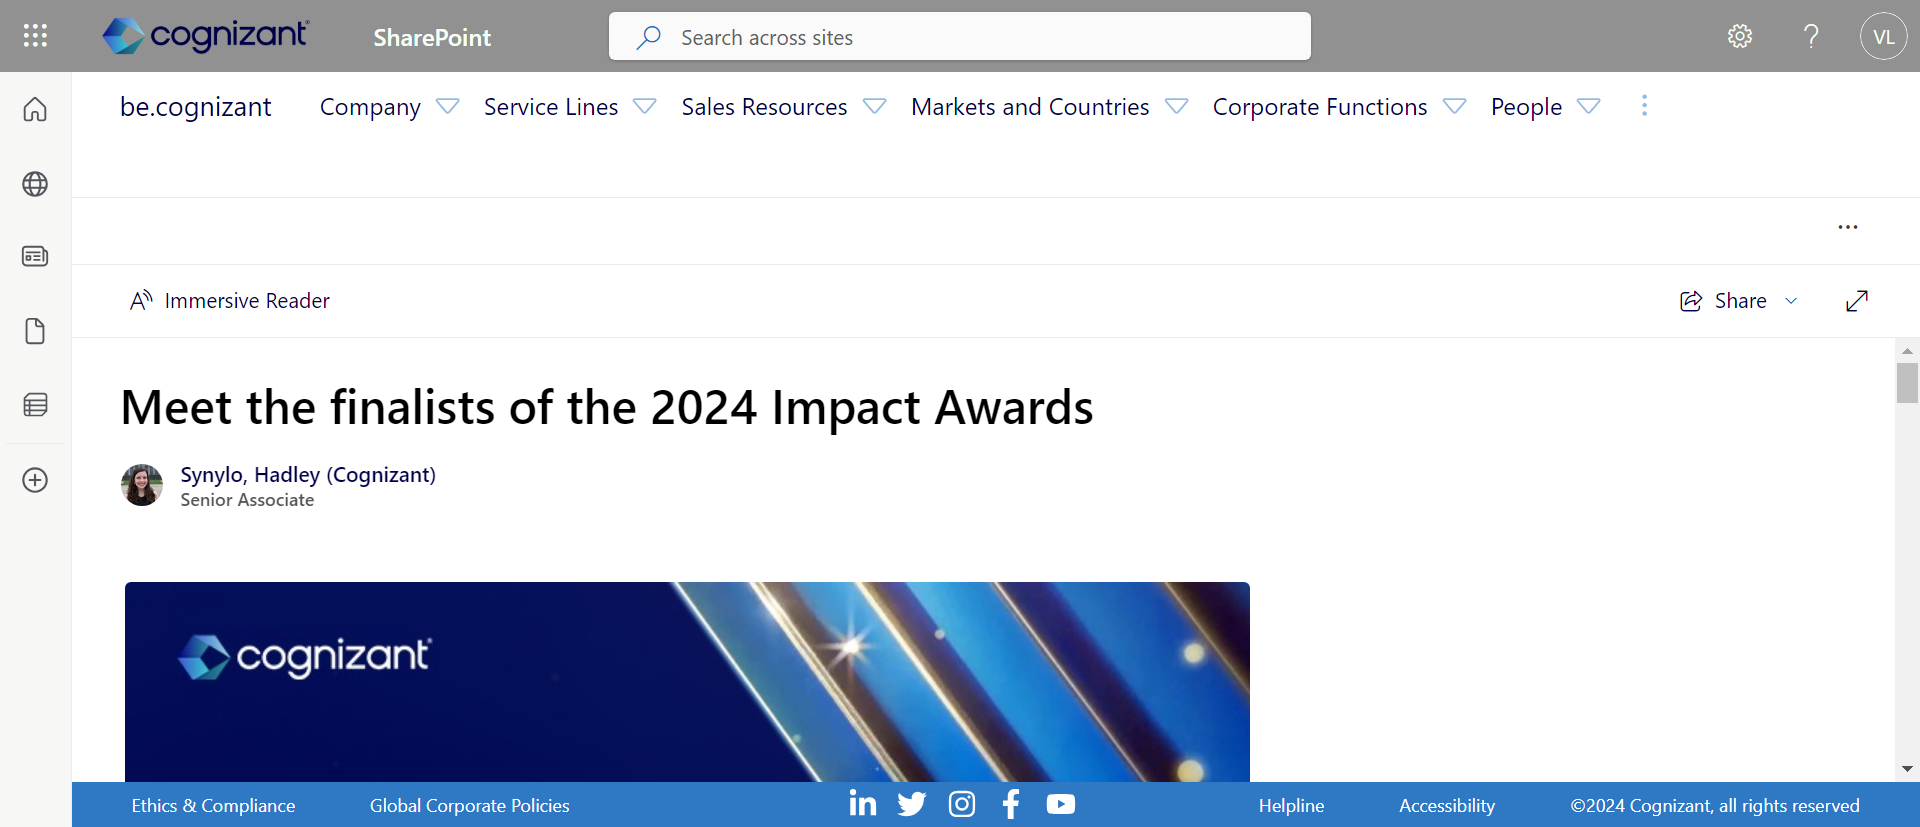 cognizant
SharePoint
Search across sites
VL
be.cognizant
Company
Service Lines
Sales Resources
Markets and Countries
Corporate Functions
People
Immersive Reader
Share
Meet the finalists of the 2024 Impact Awards
Synylo, Hadley (Cognizant)
Senior Associate
cognizant
Ethics & Compliance
Global Corporate Policies
Helpline
Accessibility
©2024 Cognizant, all rights reserved